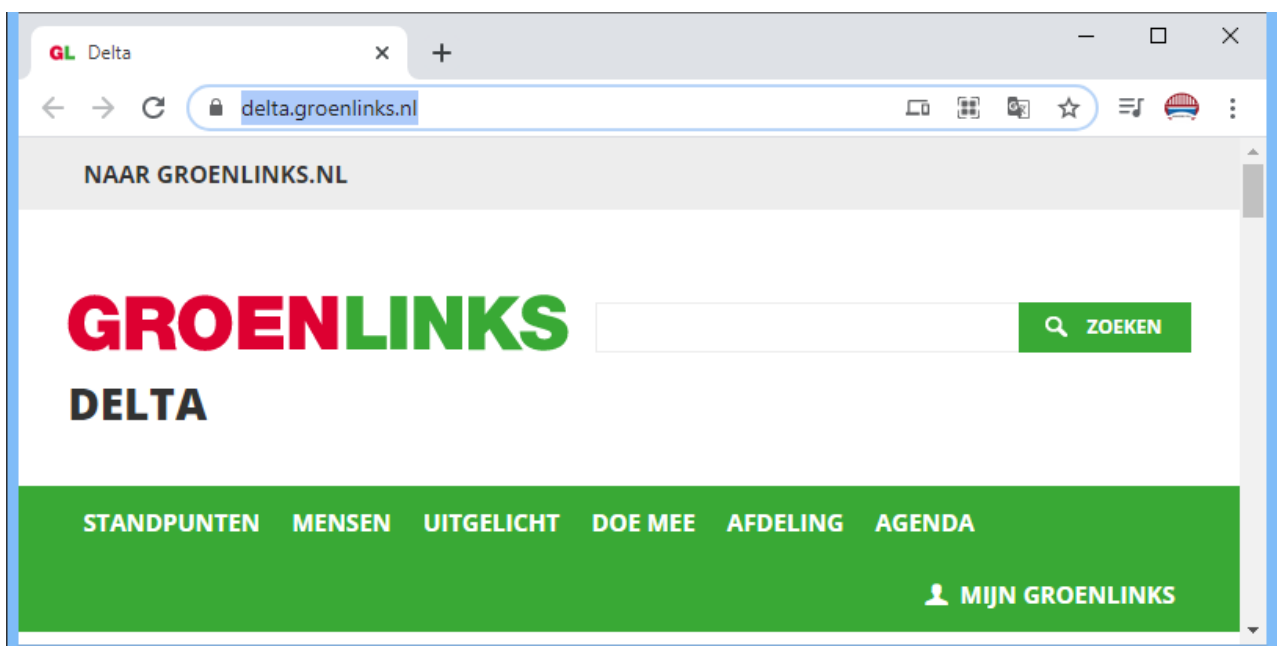 GL Delta
delta.groenlinks.nl
NAAR GROENLINKS.NL
GROENLINKS
ZOEKEN
DELTA
STANDPUNTEN MENSEN UITGELICHT DOE MEE AFDELING AGENDA
MIJN GROENLINKS